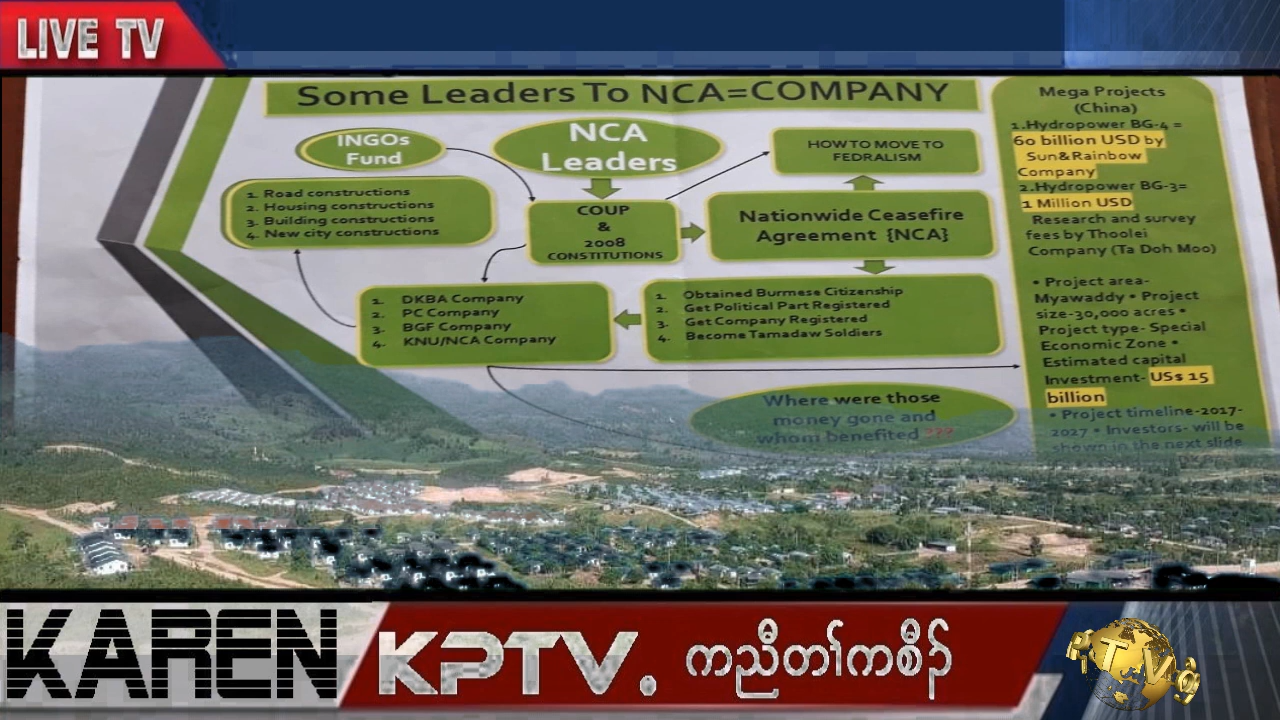 LIVE TV
Some Leaders To NCA=COMPANY
INGOs
Fund
NCA
Leaders
HOW TO MOVE TO
FEDRALISM
1. Road constructions
2. Housing constructions
3. Building constructions
4. New city constructions
COUP
&
2008
CONSTITUTIONS
Nationwide Ceasefire
Agreement {NCA}
1. DKBA Company
2. PC Company
3. BGF Company
4. KNU/NCA Company
1. Obtained Burmese Citizenship
2. Get Political Part Registered
3. Get Company Registered
4. Become Tamadaw Soldiers
Where were those
money gone and
whom benefited ???
Mega Projects
(China)
1.Hydropower BG-4 =
60 billion USD by
Sun&Rainbow
Company
2.Hydropower BG-3=
1 Million USD
Research and survey
fees by Thoolei
Company (Ta Doh Moo)
• Project area-
Myawaddy • Project
size-30,000 acres •
Project type- Special
Economic Zone •
Estimated capital
Investment- US$ 15
billion
• Project timeline-2017-
2027 • Investors- will be
shown in the next slide
KAREN
KPTV. ကညီတၢ်ကစီၣ်